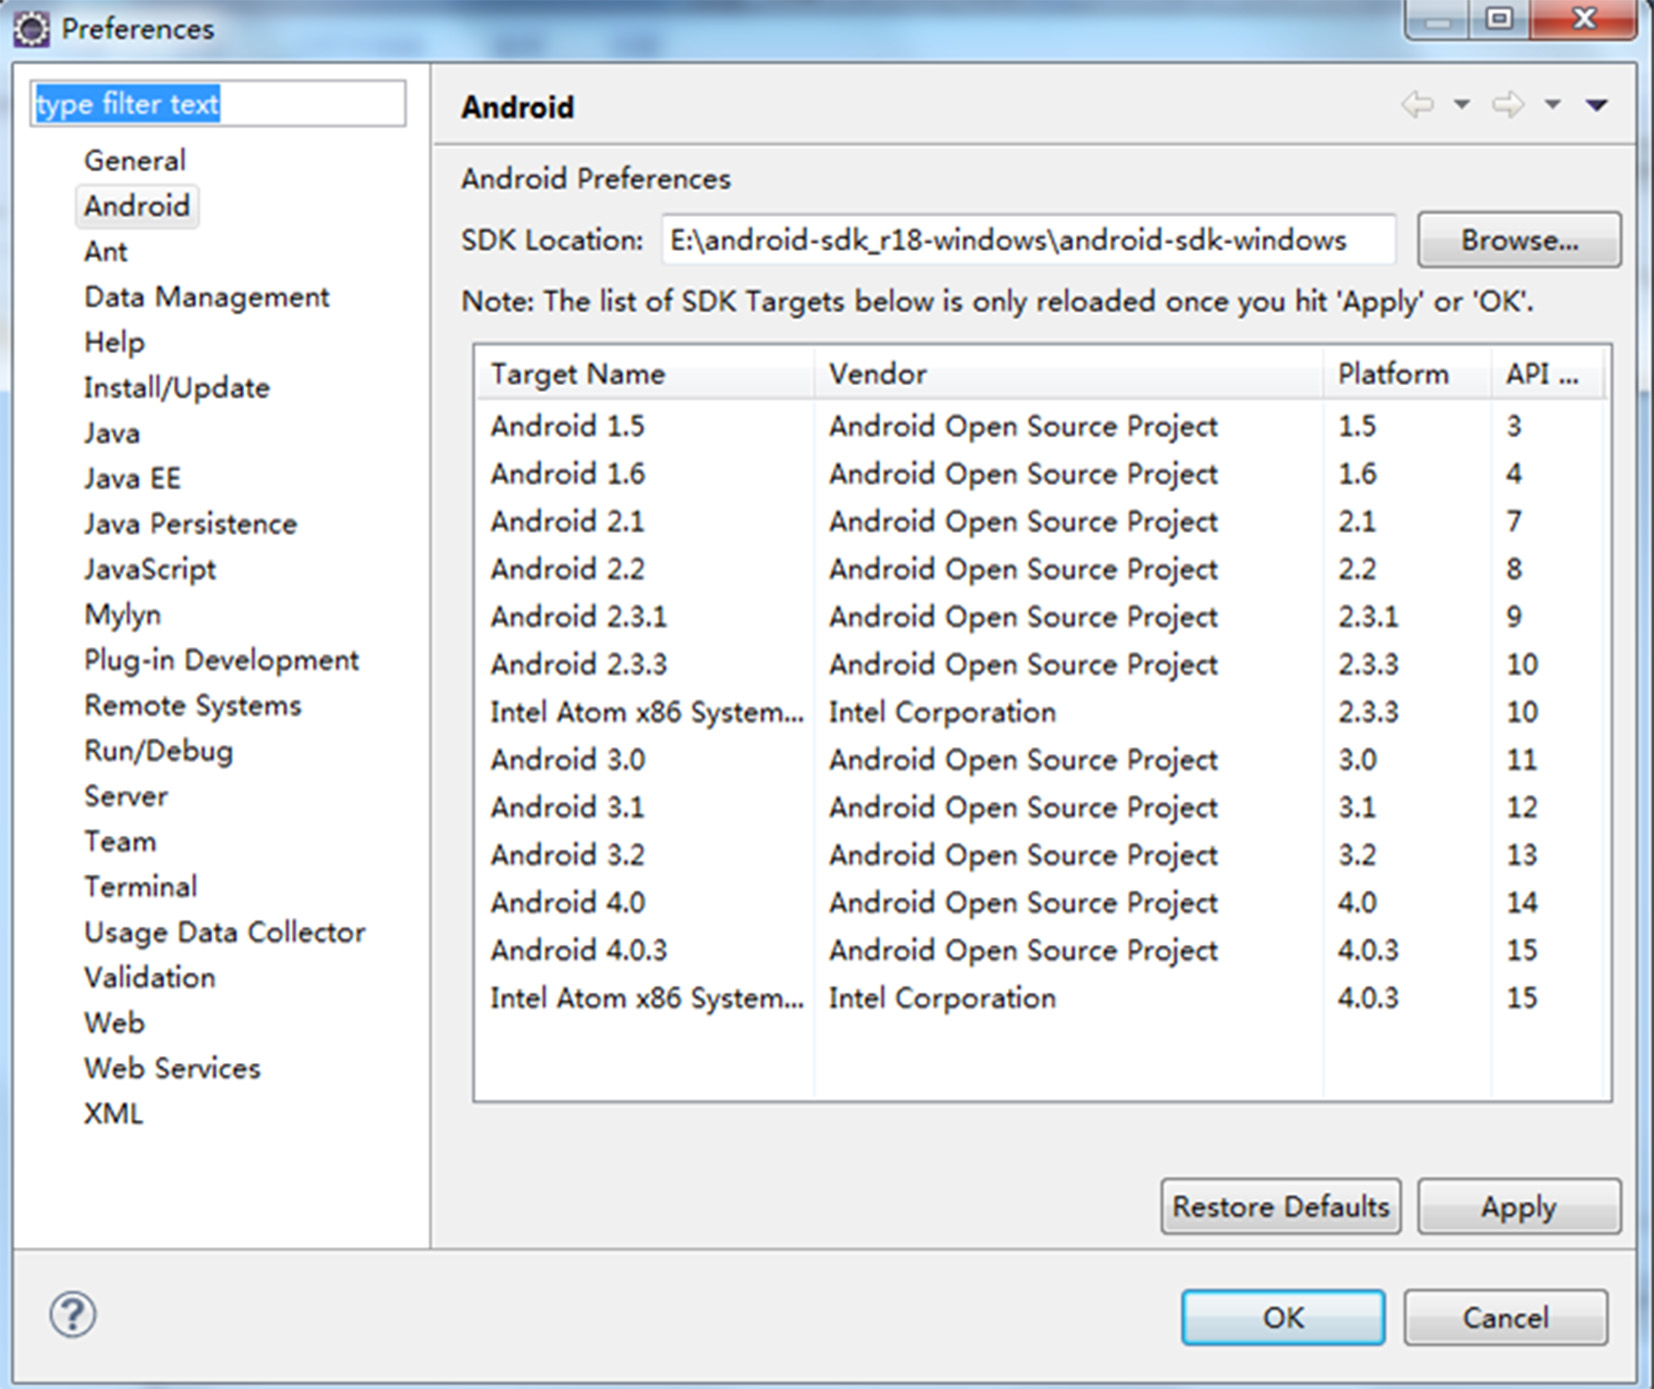 Preferences
type filter text
General
Android
Ant
Data Management
Help
Install/Update
Java
Java EE
Java Persistence
JavaScript
Mylyn
Plug-in Development
Remote Systems
Run/Debug
Server
Team
Terminal
Usage Data Collector
Validation
Web
Web Services
XML
Android
Android Preferences
SDK Location: E:\android-sdk_r18-windows\android-sdk-windows Browse...
Note: The list of SDK Targets below is only reloaded once you hit 'Apply' or 'OK'.
Target Name Vendor Platform API ...
Android 1.5 Android Open Source Project 1.5 3
Android 1.6 Android Open Source Project 1.6 4
Android 2.1 Android Open Source Project 2.1 7
Android 2.2 Android Open Source Project 2.2 8
Android 2.3.1 Android Open Source Project 2.3.1 9
Android 2.3.3 Android Open Source Project 2.3.3 10
Intel Atom x86 System... Intel Corporation 2.3.3 10
Android 3.0 Android Open Source Project 3.0 11
Android 3.1 Android Open Source Project 3.1 12
Android 3.2 Android Open Source Project 3.2 13
Android 4.0 Android Open Source Project 4.0 14
Android 4.0.3 Android Open Source Project 4.0.3 15
Intel Atom x86 System... Intel Corporation 4.0.3 15
Restore Defaults Apply
? OK Cancel